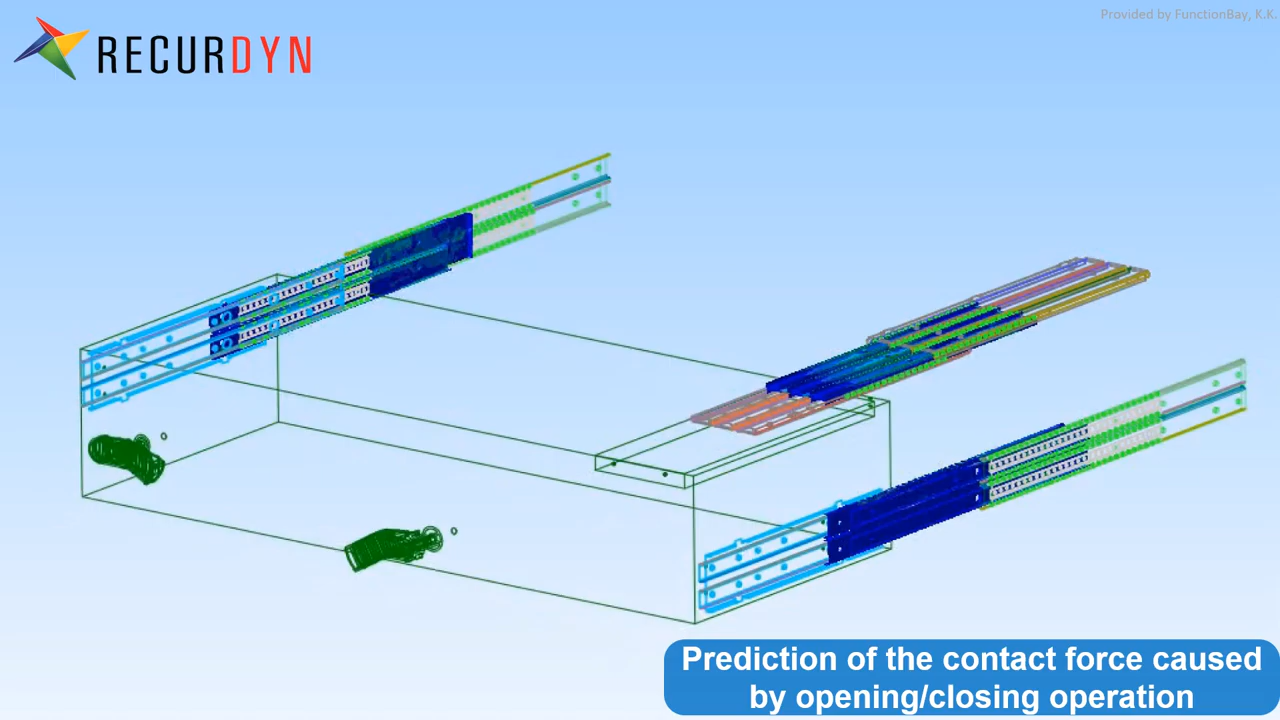 Provided by FunctionBay, K.K.
RECURDYN
Prediction of the contact force caused
by opening/closing operation